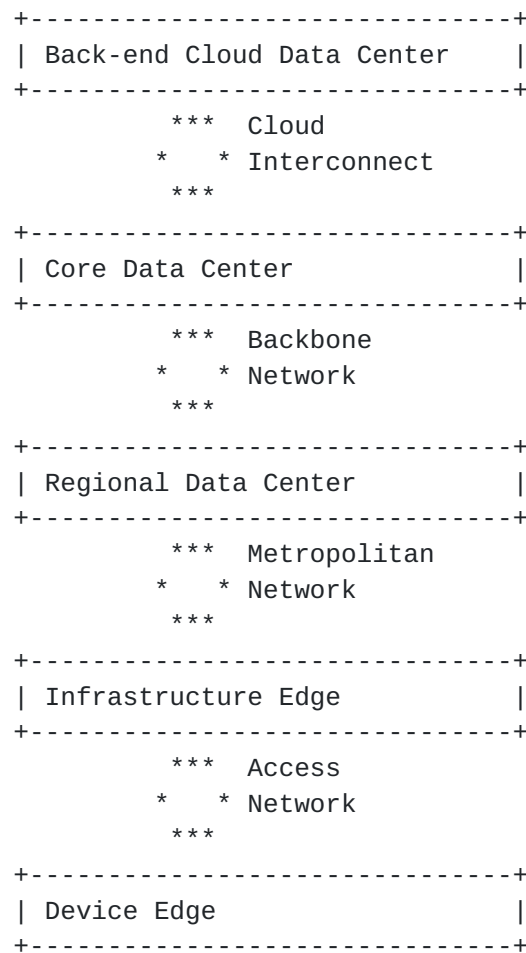 +-------------------------------+
| Back-end Cloud Data Center    |
+-------------------------------+
          ***  Cloud
         *   * Interconnect
          ***
+-------------------------------+
| Core Data Center              |
+-------------------------------+
          ***  Backbone
         *   * Network
          ***
+-------------------------------+
| Regional Data Center          |
+-------------------------------+
          ***  Metropolitan
         *   * Network
          ***
+-------------------------------+
| Infrastructure Edge           |
+-------------------------------+
          ***  Access
         *   * Network
          ***
+-------------------------------+
| Device Edge                   |
+-------------------------------+